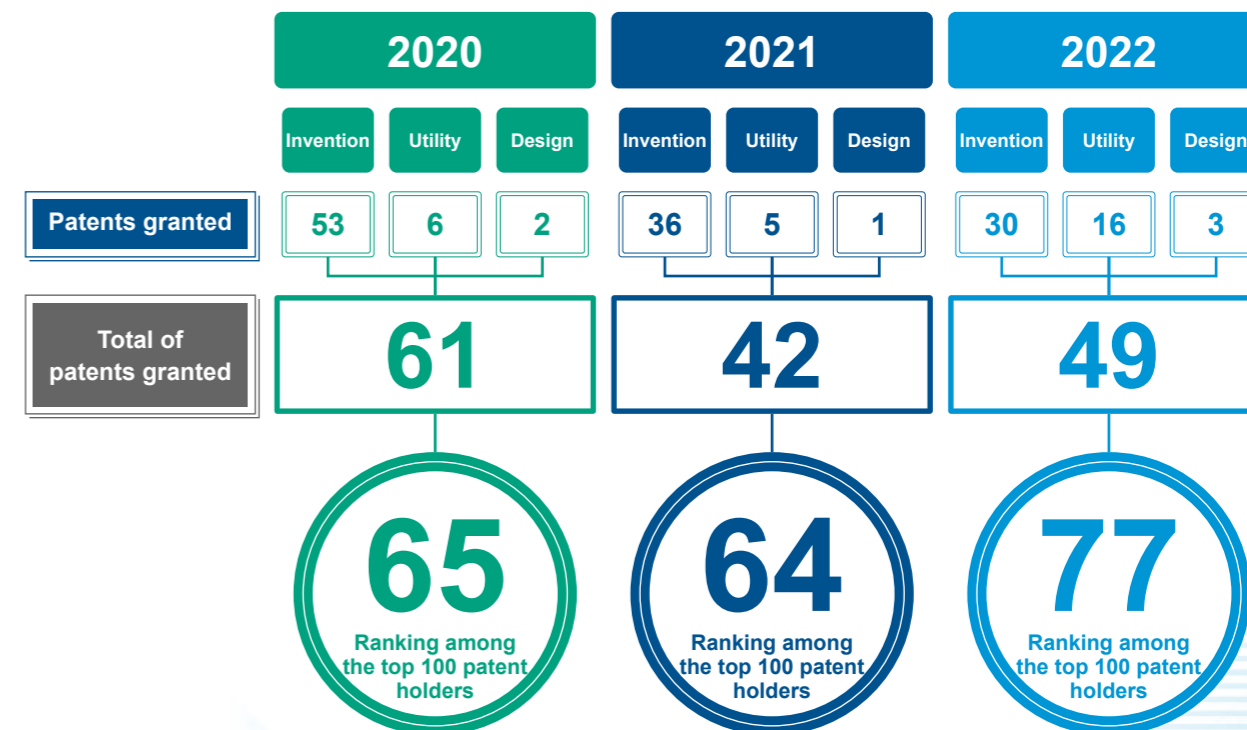 2020 2021 2022
Invention Utility Design Invention Utility Design Invention Utility Design
Patents granted 53 6 2 36 5 1 30 16 3
Total of
patents granted
61 42 49
65 64 77
Ranking among Ranking among Ranking among
the top 100 patent the top 100 patent the top 100 patent
holders holders holders